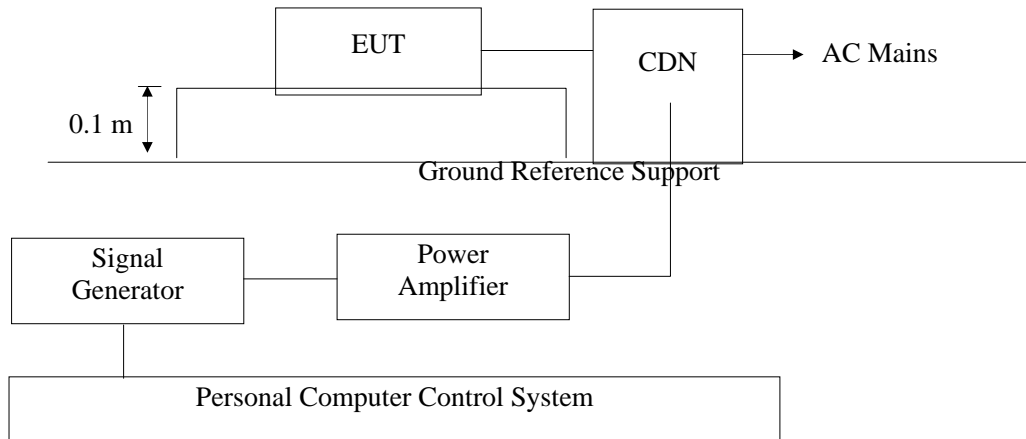 EUT
CDN
AC Mains
0.1 m
Ground Reference Support
Signal
Generator
Power
Amplifier
Personal Computer Control System